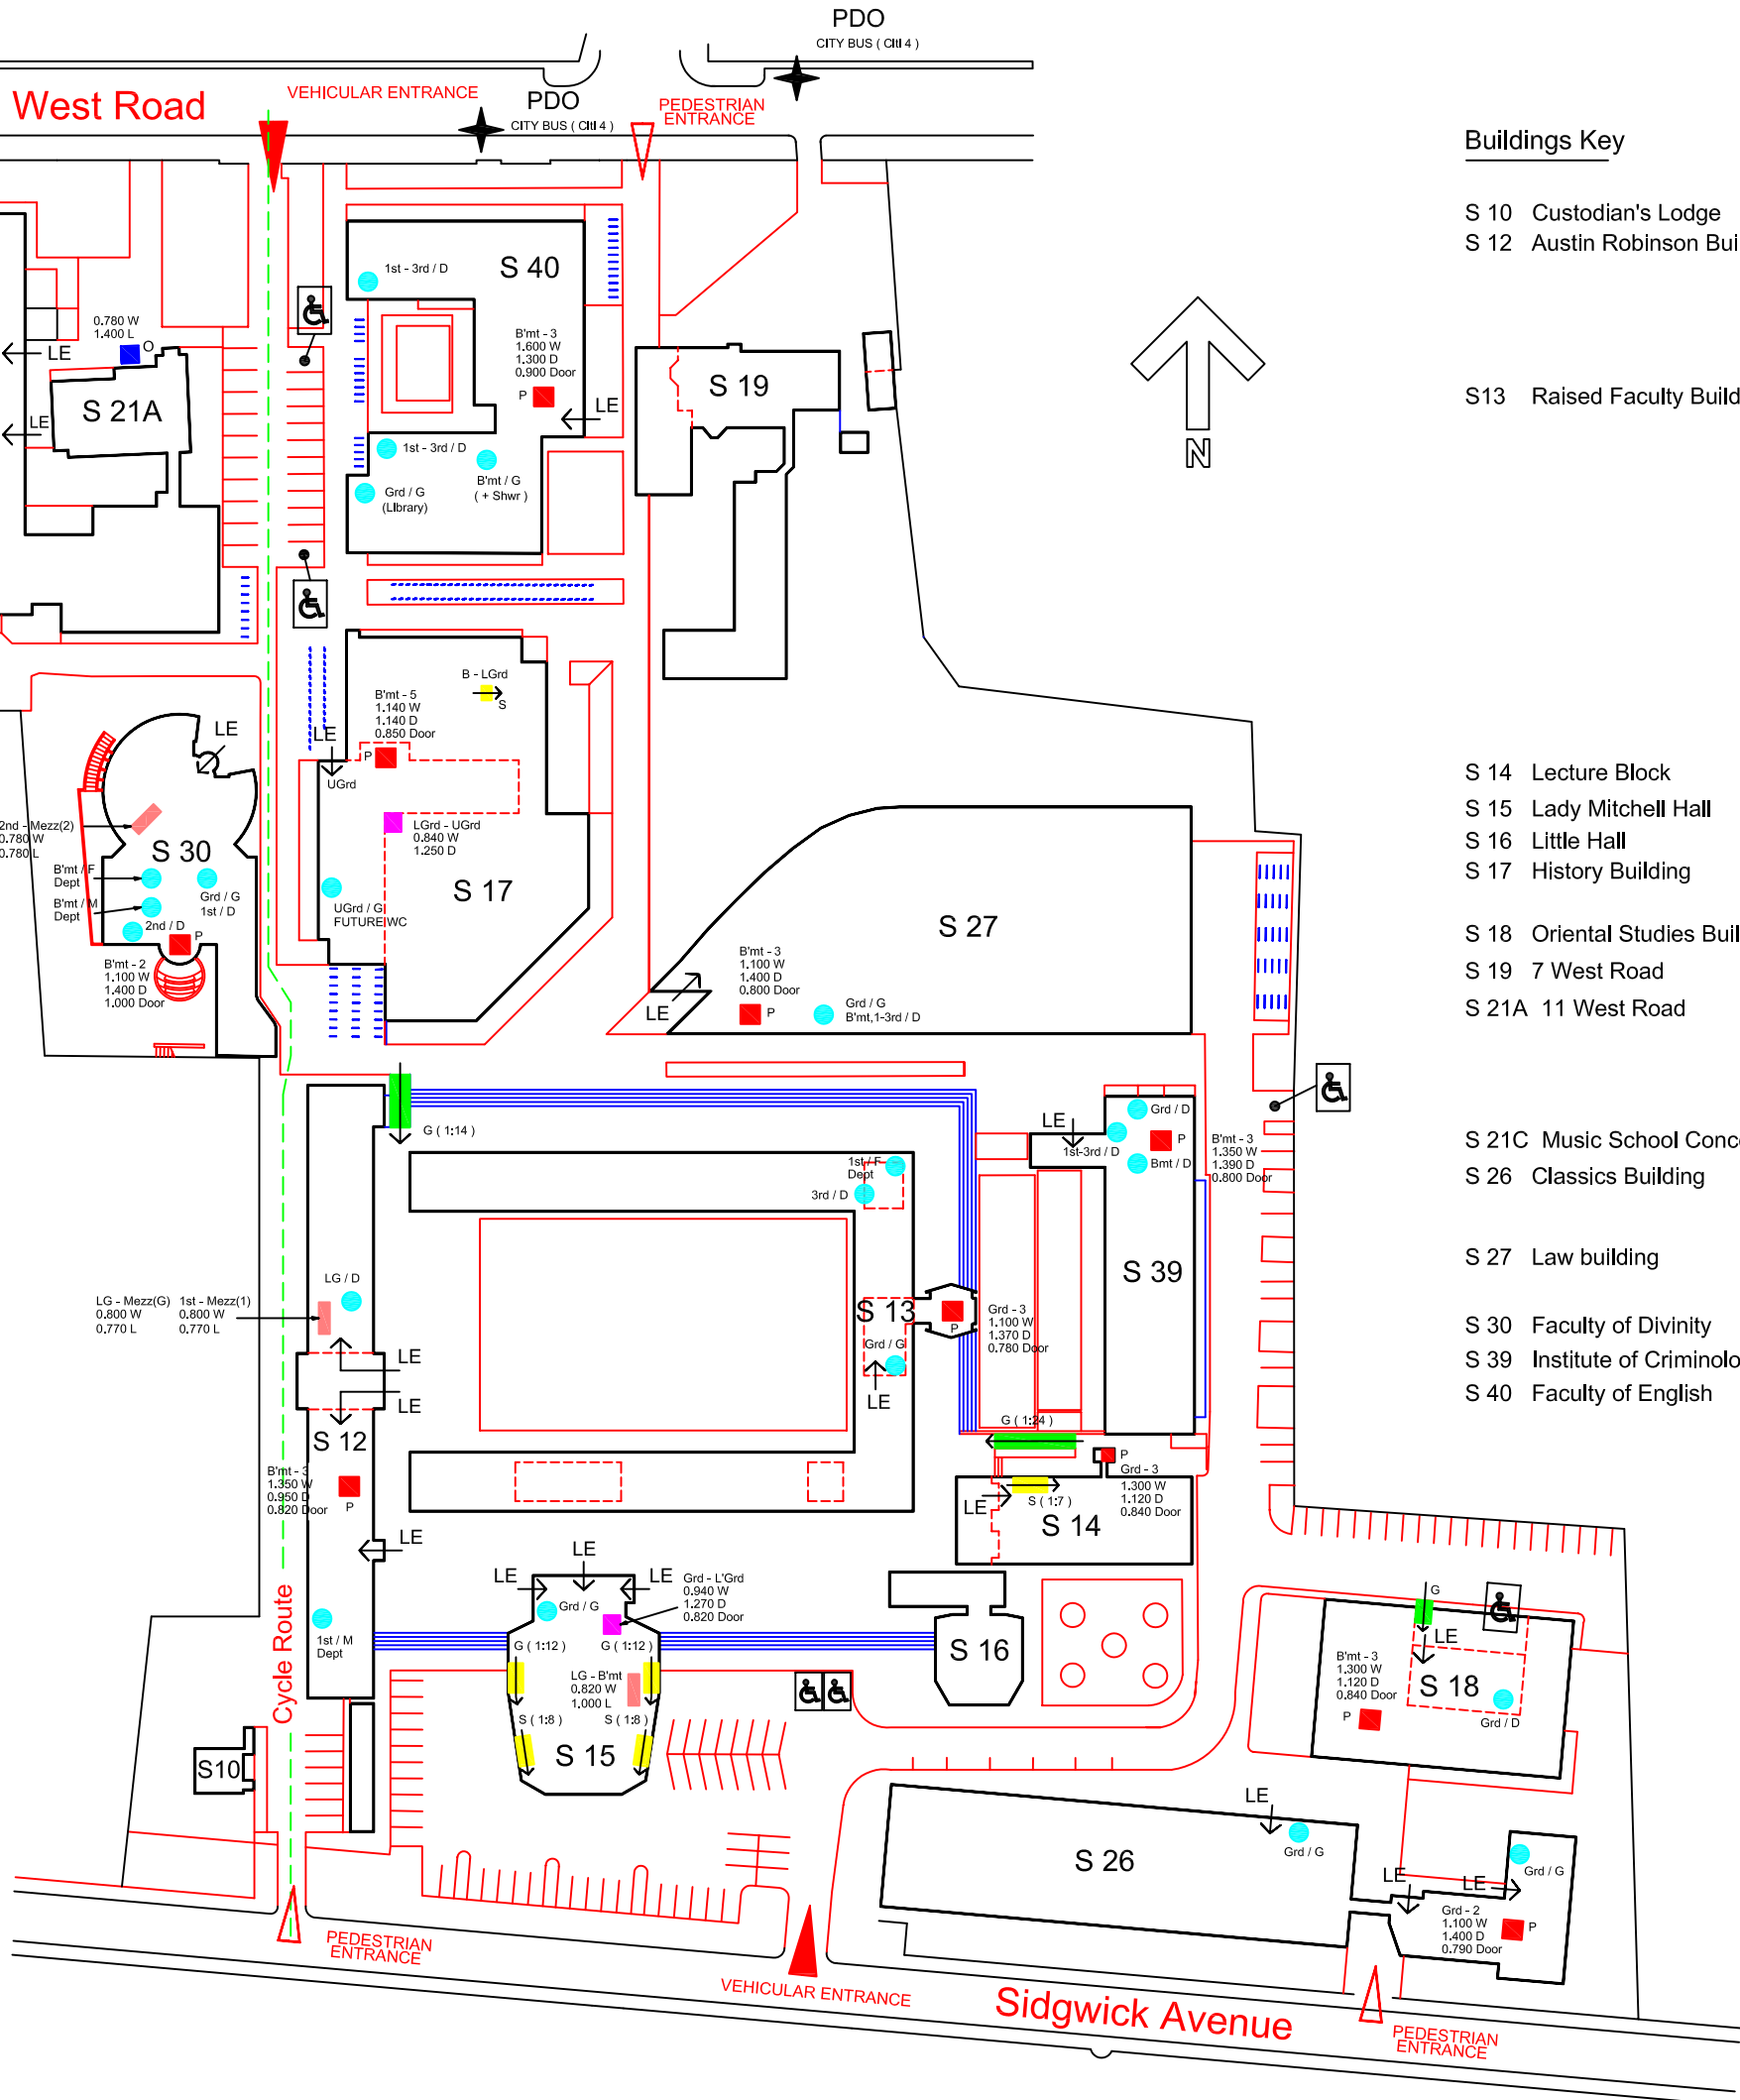 PDO
CITY BUS ( Citi 4 )
West Road
VEHICULAR ENTRANCE
PDO
CITY BUS ( Citi 4 )
PEDESTRIAN
ENTRANCE
Buildings Key
S 10 Custodian's Lodge
S 12 Austin Robinson Bui
S13 Raised Faculty Build
S 14 Lecture Block
S 15 Lady Mitchell Hall
S 16 Little Hall
S 17 History Building
S 18 Oriental Studies Buil
S 19 7 West Road
S 21A 11 West Road
S 21C Music School Conc
S 26 Classics Building
S 27 Law building
S 30 Faculty of Divinity
S 39 Institute of Criminolo
S 40 Faculty of English
N
S 40
1st - 3rd / D
B'mt - 3
1.600 W
1.300 D
0.900 Door
P
LE
1st - 3rd / D
B'mt / G
( + Shwr )
Grd / G
(Library)
0.780 W
1.400 L
O
LE
LE
S 21A
S 19
B - LGrd
S
B'mt - 5
1.140 W
1.140 D
0.850 Door
P
LE
UGrd
LGrd - UGrd
0.840 W
1.250 D
S 17
UGrd / G
FUTURE WC
LE
2nd - Mezz(2)
0.780 W
0.780 L
S 30
B'mt / F
Dept
B'mt / M
Dept
Grd / G
1st / D
2nd / D
P
B'mt - 2
1.100 W
1.400 D
1.000 Door
S 27
B'mt - 3
1.100 W
1.400 D
0.800 Door
P
LE
Grd / G
B'mt,1-3rd / D
G ( 1:14 )
1st / F
Dept
3rd / D
LE
Grd / D
1st-3rd / D
P
Bmt / D
B'mt - 3
1.350 W
1.390 D
0.800 Door
S 39
LG / D
LG - Mezz(G)
0.800 W
0.770 L
1st - Mezz(1)
0.800 W
0.770 L
LE
LE
S 12
B'mt - 3
1.350 W
0.950 D
0.820 Door
P
LE
S 13
P
Grd - 3
1.100 W
1.370 D
0.780 Door
Grd / G
LE
G ( 1:24 )
P
Grd - 3
1.300 W
1.120 D
0.840 Door
LE
S ( 1:7 )
S 14
LE
LE
LE
Grd / G
Grd - L'Grd
0.940 W
1.270 D
0.820 Door
G ( 1:12 )
G ( 1:12 )
LG - B'mt
0.820 W
1.000 L
S ( 1:8 )
S ( 1:8 )
S 15
1st / M
Dept
S 16
G
LE
B'mt - 3
1.300 W
1.120 D
0.840 Door
P
S 18
Grd / D
S10
Cycle Route
LE
Grd / G
S 26
LE
LE
Grd / G
Grd - 2
1.100 W
1.400 D
0.790 Door
P
PEDESTRIAN
ENTRANCE
VEHICULAR ENTRANCE
Sidgwick Avenue
PEDESTRIAN
ENTRANCE